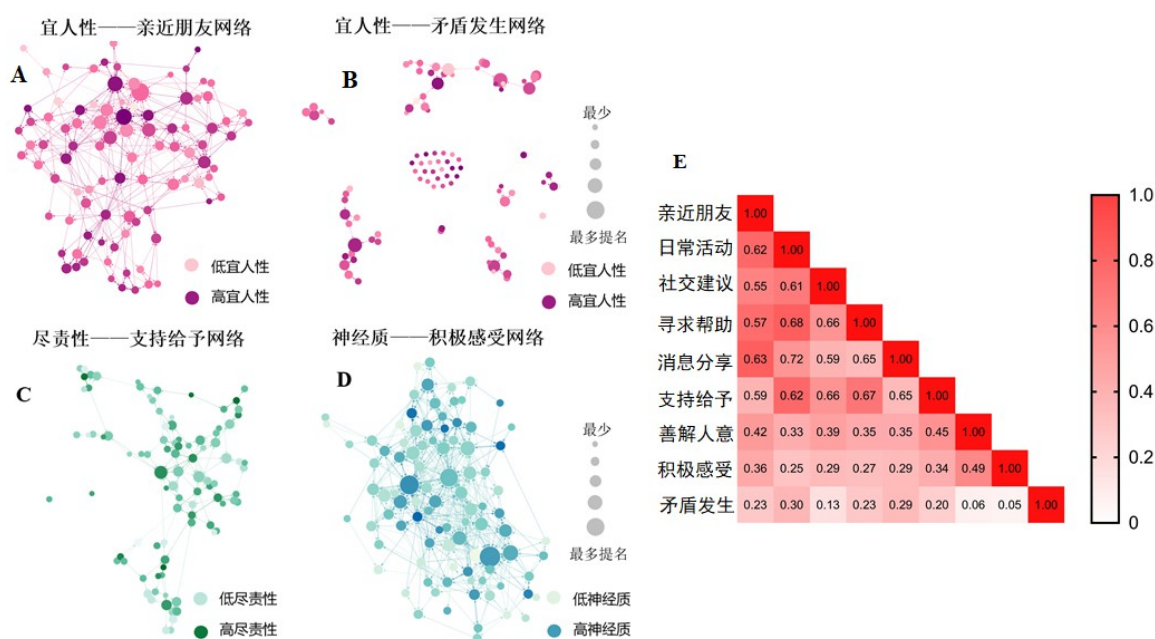 宜人性——亲近朋友网络
宜人性——矛盾发生网络
A
B
最少
最多提名
低宜人性
高宜人性
低宜人性
高宜人性
尽责性——支持给予网络
神经质——积极感受网络
C
D
最少
最多提名
低尽责性
高尽责性
低神经质
高神经质
E
亲近朋友 1.00
日常活动 0.62 1.00
社交建议 0.55 0.61 1.00
寻求帮助 0.57 0.68 0.66 1.00
消息分享 0.63 0.72 0.59 0.65 1.00
支持给予 0.59 0.62 0.66 0.67 0.65 1.00
善解人意 0.42 0.33 0.39 0.35 0.35 0.45 1.00
积极感受 0.36 0.25 0.29 0.27 0.29 0.34 0.49 1.00
矛盾发生 0.23 0.30 0.13 0.23 0.29 0.20 0.06 0.05 1.00
1.0
0.8
0.6
0.4
0.2
0